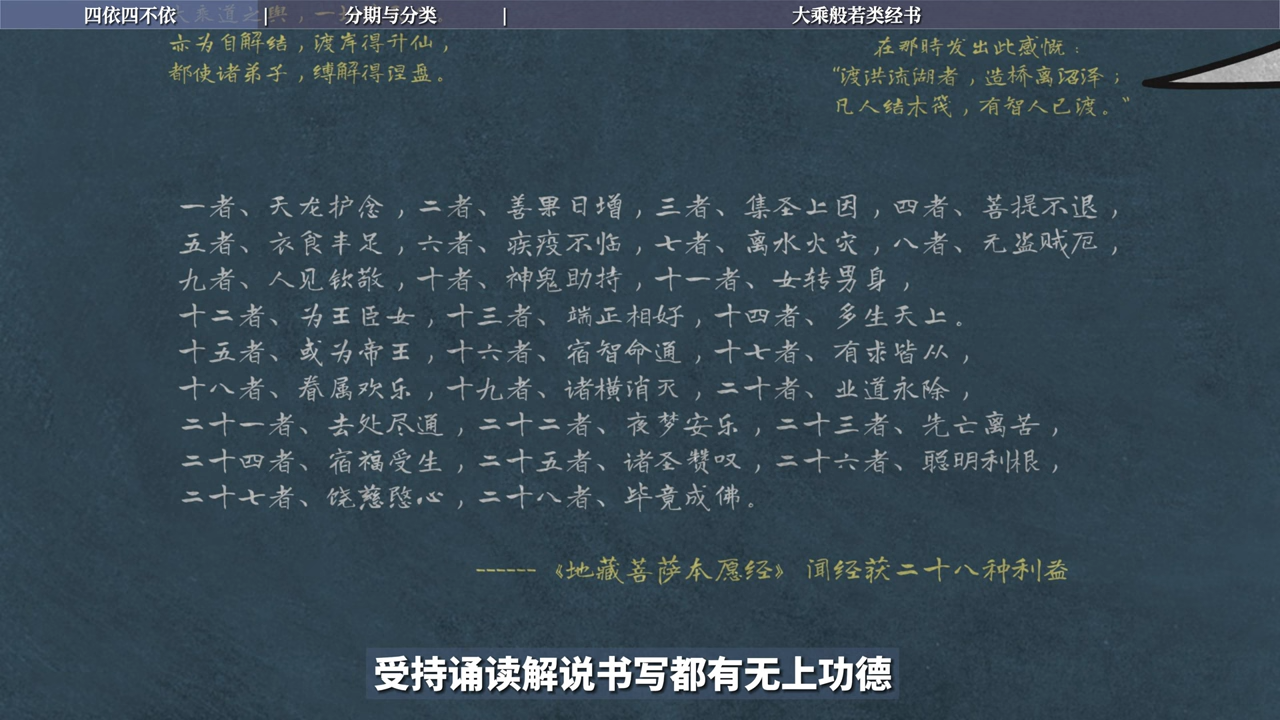 四依四不依 | 分期与分类 | 大乘般若类经书
大乘道之舆，一
亦为自解结，渡岸得升仙，
都使诸弟子，缚解得涅盘。
在那時发出此感慨：
“渡洪流湖者，造桥离沼泽；
凡人结木筏，有智人已渡。”
一者、天龙护念，二者、善果日增，三者、集圣上因，四者、菩提不退，
五者、衣食丰足，六者、疾疫不临，七者、离水火灾，八者、无盗贼厄，
九者、人见钦敬，十者、神鬼助持，十一者、女转男身，
十二者、为王臣女，十三者、端正相好，十四者、多生天上。
十五者、或为帝王，十六者、宿智命通，十七者、有求皆从，
十八者、眷属欢乐，十九者、诸横消灭，二十者、业道永除，
二十一者、去处尽通，二十二者、夜梦安乐，二十三者、先亡离苦，
二十四者、宿福受生，二十五者、诸圣赞叹，二十六者、聪明利根，
二十七者、饶慈愍心，二十八者、毕竟成佛。
------《地藏菩萨本愿经》闻经获二十八种利益
受持诵读解说书写都有无上功德